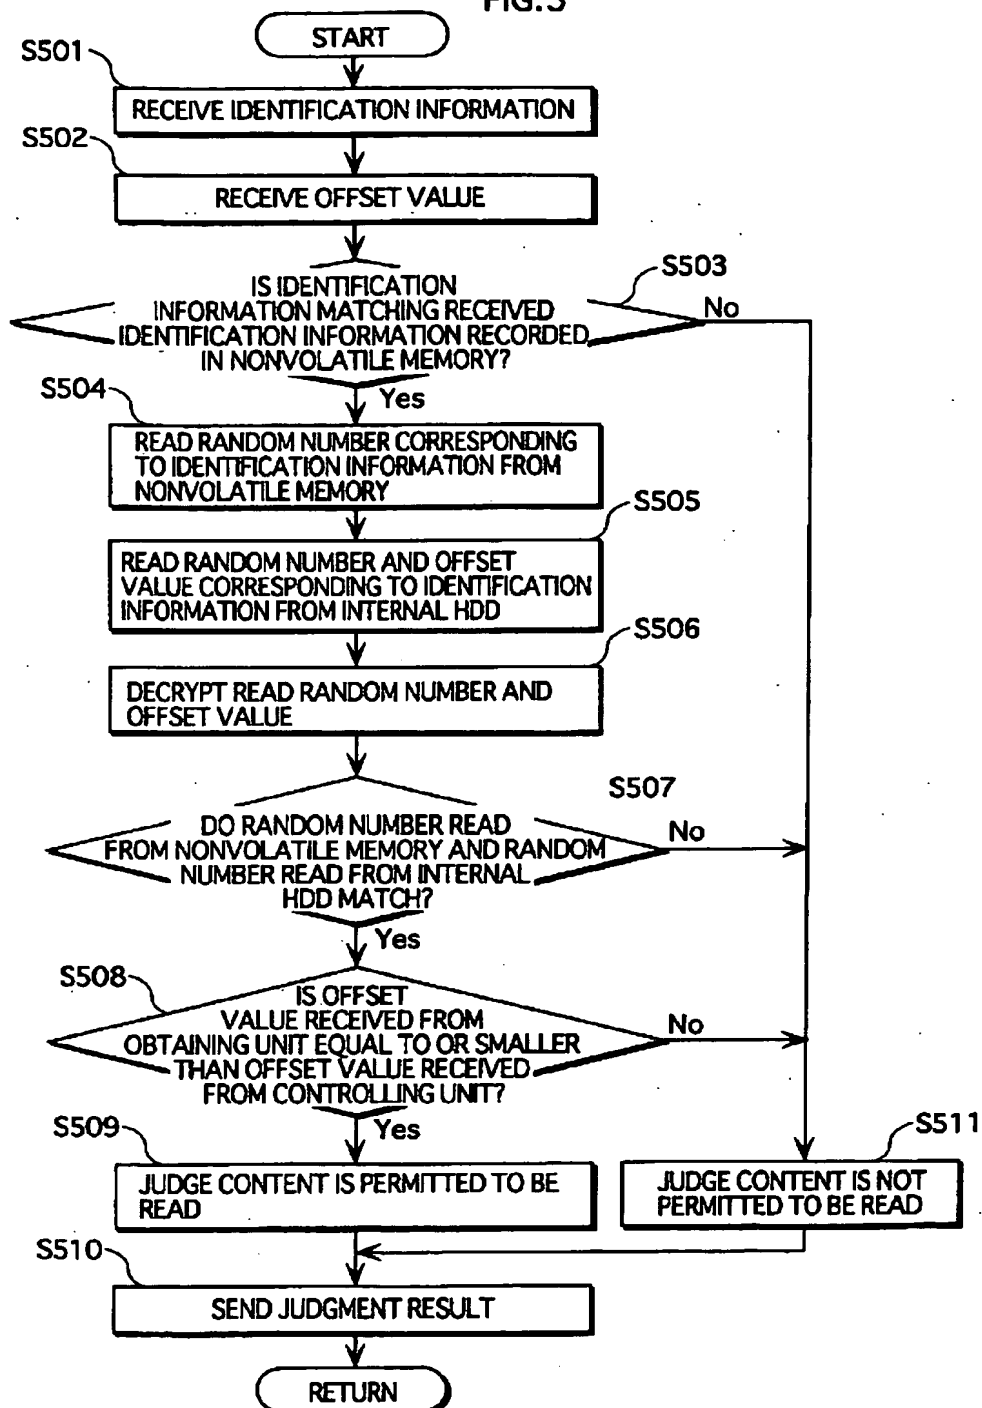 FIG.5
START
S501
RECEIVE IDENTIFICATION INFORMATION
S502
RECEIVE OFFSET VALUE
S503
IS IDENTIFICATION
INFORMATION MATCHING RECEIVED
IDENTIFICATION INFORMATION RECORDED
IN NONVOLATILE MEMORY?
No
Yes
S504
READ RANDOM NUMBER CORRESPONDING
TO IDENTIFICATION INFORMATION FROM
NONVOLATILE MEMORY
S505
READ RANDOM NUMBER AND OFFSET
VALUE CORRESPONDING TO IDENTIFICATION
INFORMATION FROM INTERNAL HDD
S506
DECRYPT READ RANDOM NUMBER AND
OFFSET VALUE
S507
DO RANDOM NUMBER READ
FROM NONVOLATILE MEMORY AND RANDOM
NUMBER READ FROM INTERNAL
HDD MATCH?
No
Yes
S508
IS OFFSET
VALUE RECEIVED FROM
OBTAINING UNIT EQUAL TO OR SMALLER
THAN OFFSET VALUE RECEIVED
FROM CONTROLLING UNIT?
No
Yes
S509
JUDGE CONTENT IS PERMITTED TO BE
READ
S511
JUDGE CONTENT IS NOT
PERMITTED TO BE READ
S510
SEND JUDGMENT RESULT
RETURN